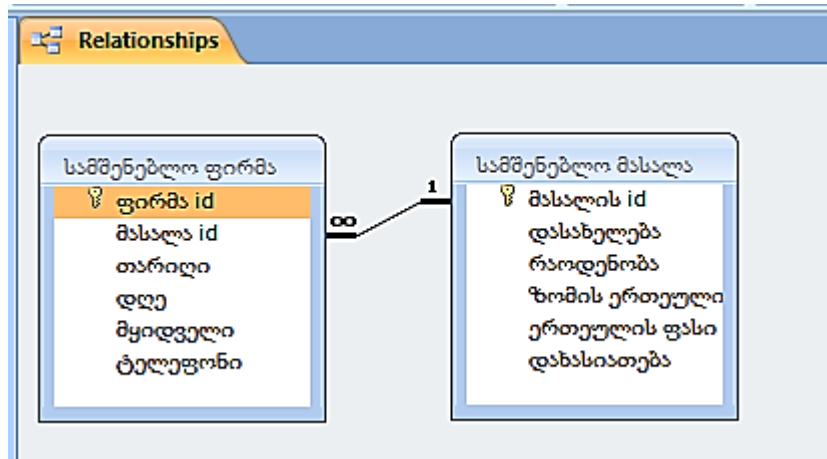 Relationships
სამშენებლო ფირმა
ფირმა id
მასალა id
თარიღი
დღე
მყიდველი
ტელეფონი
∞
1
სამშენებლო მასალა
მასალის id
დასახელება
რაოდენობა
ზომის ერთეული
ერთეულის ფასი
დახასიათება